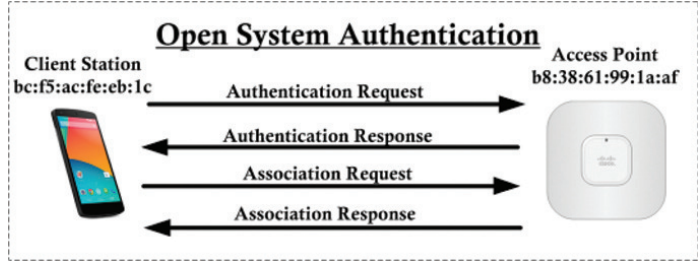 Open System Authentication
Client Station
bc:f5:ac:fe:eb:1c
Access Point
b8:38:61:99:1a:af
Authentication Request
Authentication Response
Association Request
Association Response